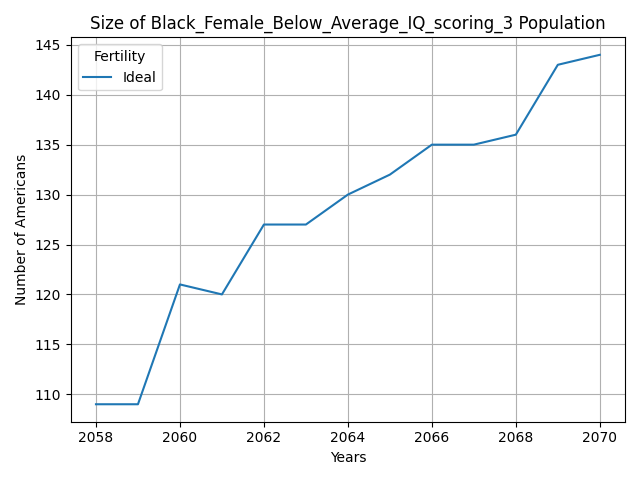 Size of Black_Female_Below_Average_IQ_scoring_3 Population
Fertility
Ideal
Number of Americans
145
140
135
130
125
120
115
110
2058 2060 2062 2064 2066 2068 2070
Years